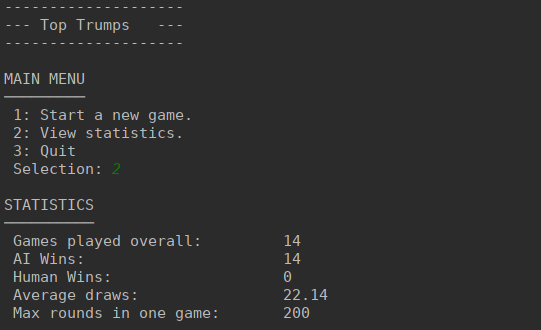 --------------------
--- Top Trumps   ---
--------------------
MAIN MENU
1: Start a new game.
2: View statistics.
3: Quit
Selection: 2
STATISTICS
Games played overall:         14
AI Wins:                      14
Human Wins:                   0
Average draws:                22.14
Max rounds in one game:       200